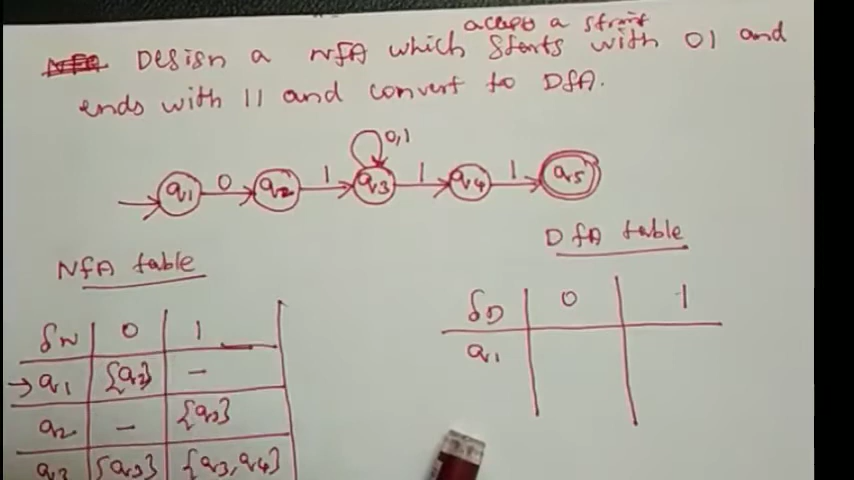 accept a string
Design a NFA which starts with 01 and
ends with 11 and convert to DFA.
0,1
q1 0 q2 1 q3 1 q4 1 q5
DFA table
NFA table
δD 0 1
q1
δN 0 1
→q1 {q2} -
q2 - {q3}
q3 {q3} {q3,q4}